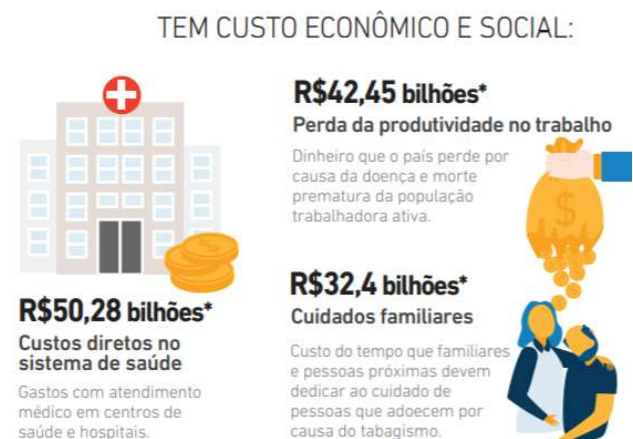 TEM CUSTO ECONÔMICO E SOCIAL:
R$42,45 bilhões*
Perda da produtividade no trabalho
Dinheiro que o país perde por
causa da doença e morte
prematura da população
trabalhadora ativa.
$
R$50,28 bilhões*
Custos diretos no
sistema de saúde
Gastos com atendimento
médico em centros de
saúde e hospitais.
$
R$32,4 bilhões*
Cuidados familiares
Custo do tempo que familiares
e pessoas próximas devem
dedicar ao cuidado de
pessoas que adoecem por
causa do tabagismo.